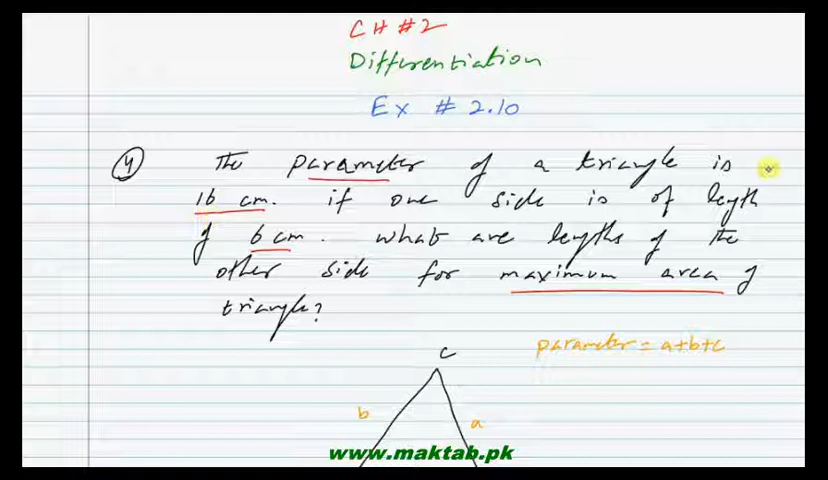 CH #2
Differentiation
Ex # 2.10
4 The parameter of a triangle is
16 cm. if one side is of length
of 6 cm. what are lengths of the
other side for maximum area of
triangle?
parameter = a+b+c
C
b
a
www.maktab.pk